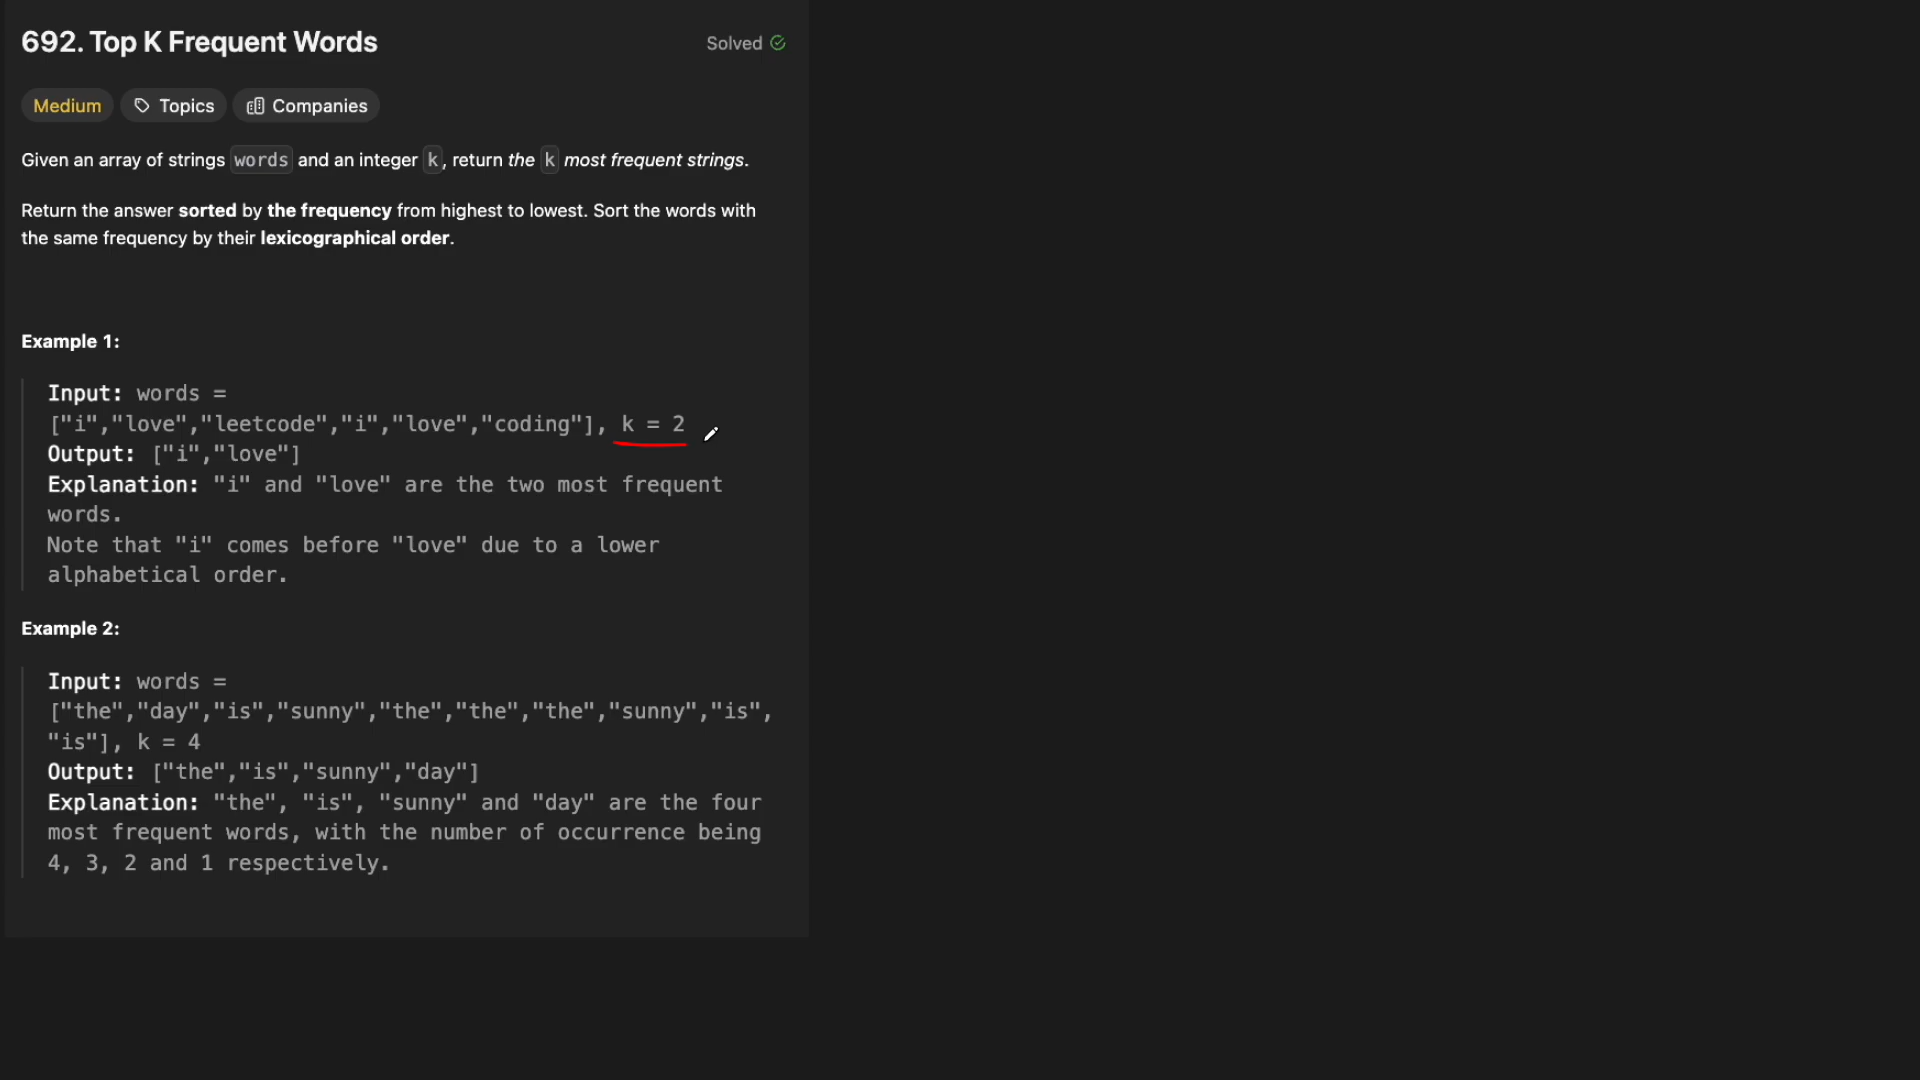 692. Top K Frequent Words
Solved
Medium
Topics
Companies
Given an array of strings words and an integer k, return the k most frequent strings.
Return the answer sorted by the frequency from highest to lowest. Sort the words with
the same frequency by their lexicographical order.
Example 1:
Input: words =
["i","love","leetcode","i","love","coding"], k = 2
Output: ["i","love"]
Explanation: "i" and "love" are the two most frequent
words.
Note that "i" comes before "love" due to a lower
alphabetical order.
Example 2:
Input: words =
["the","day","is","sunny","the","the","the","sunny","is",
"is"], k = 4
Output: ["the","is","sunny","day"]
Explanation: "the", "is", "sunny" and "day" are the four
most frequent words, with the number of occurrence being
4, 3, 2 and 1 respectively.